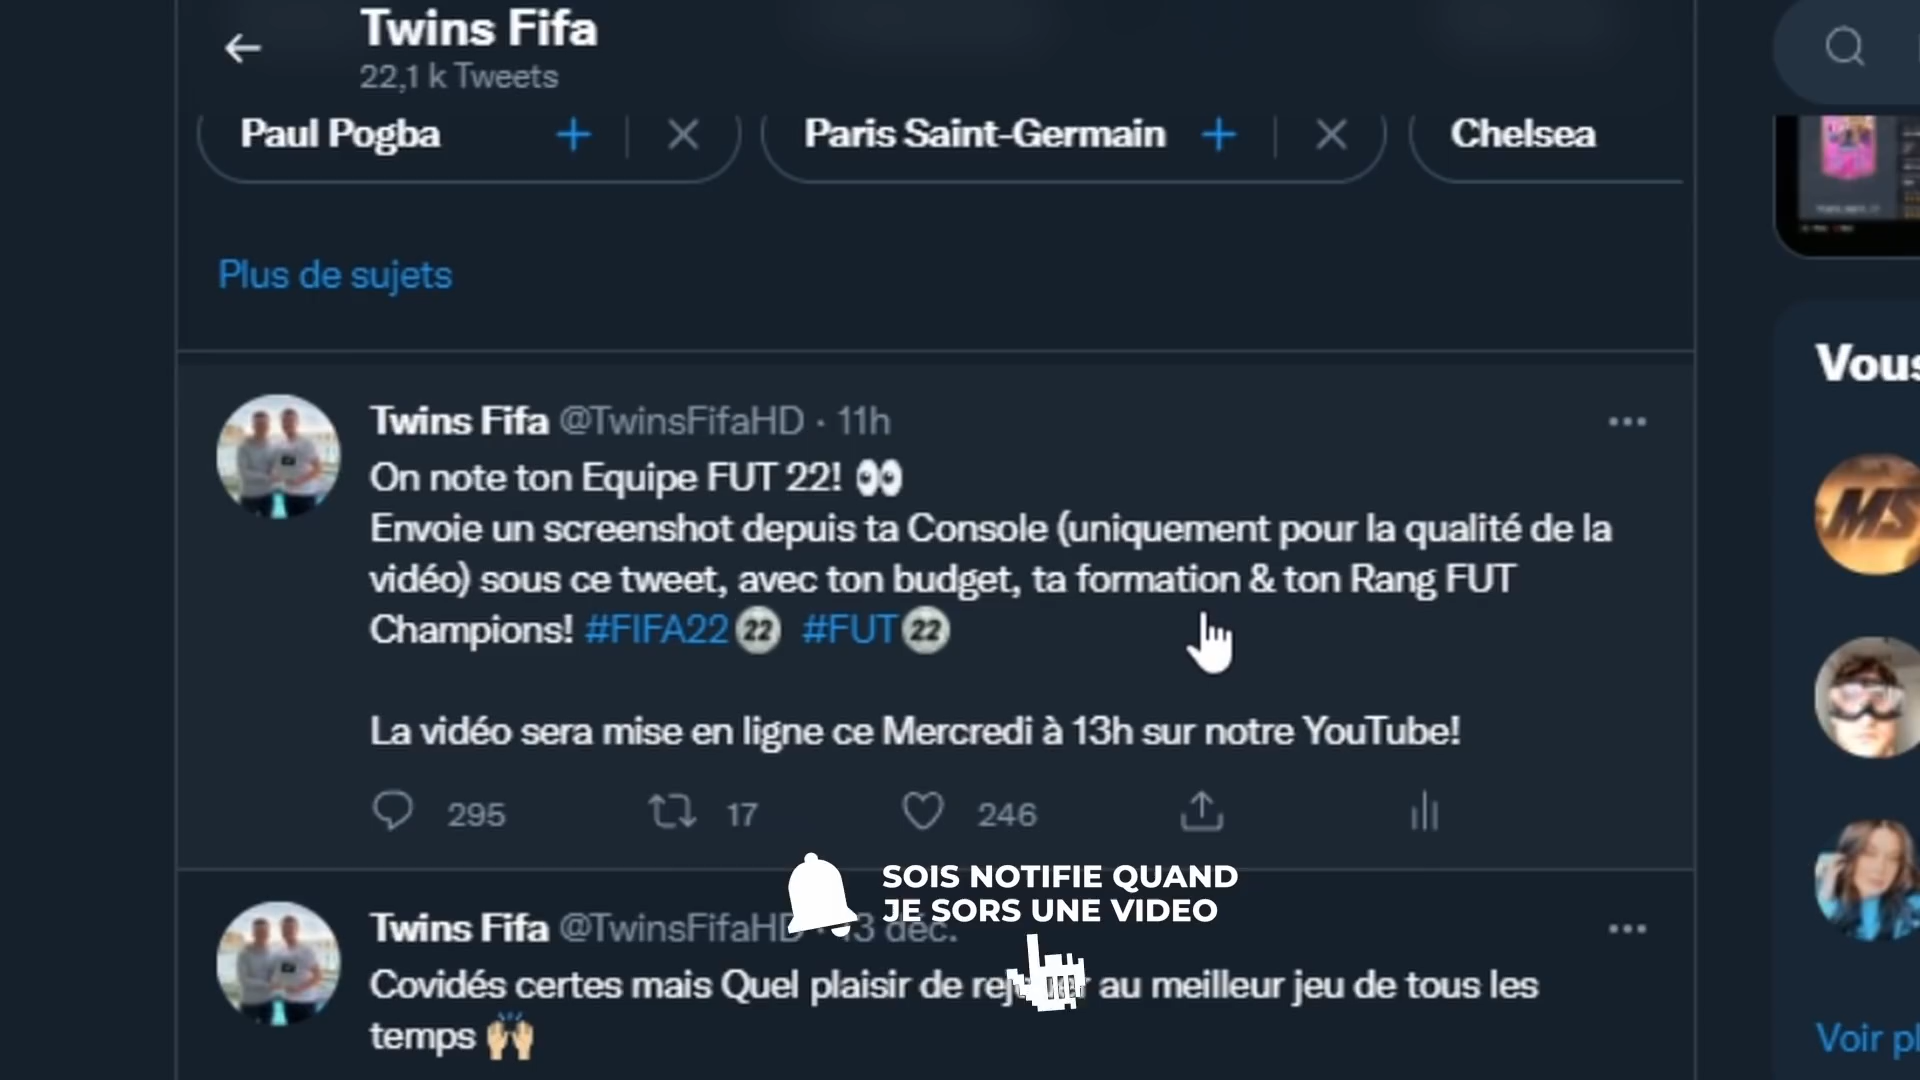 Twins Fifa
22,1 k Tweets
Paul Pogba
Paris Saint-Germain
Chelsea
Plus de sujets
Vous
Twins Fifa @TwinsFifaHD · 11h
On note ton Equipe FUT 22! 👀
Envoie un screenshot depuis ta Console (uniquement pour la qualité de la
vidéo) sous ce tweet, avec ton budget, ta formation & ton Rang FUT
Champions! #FIFA22 22 #FUT 22
La vidéo sera mise en ligne ce Mercredi à 13h sur notre YouTube!
295 17 246
MS
SOIS NOTIFIE QUAND
JE SORS UNE VIDEO
Twins Fifa @TwinsFifaHD · 13 déc.
Covidés certes mais Quel plaisir de au meilleur jeu de tous les
temps 🙌🏼
Voir pl